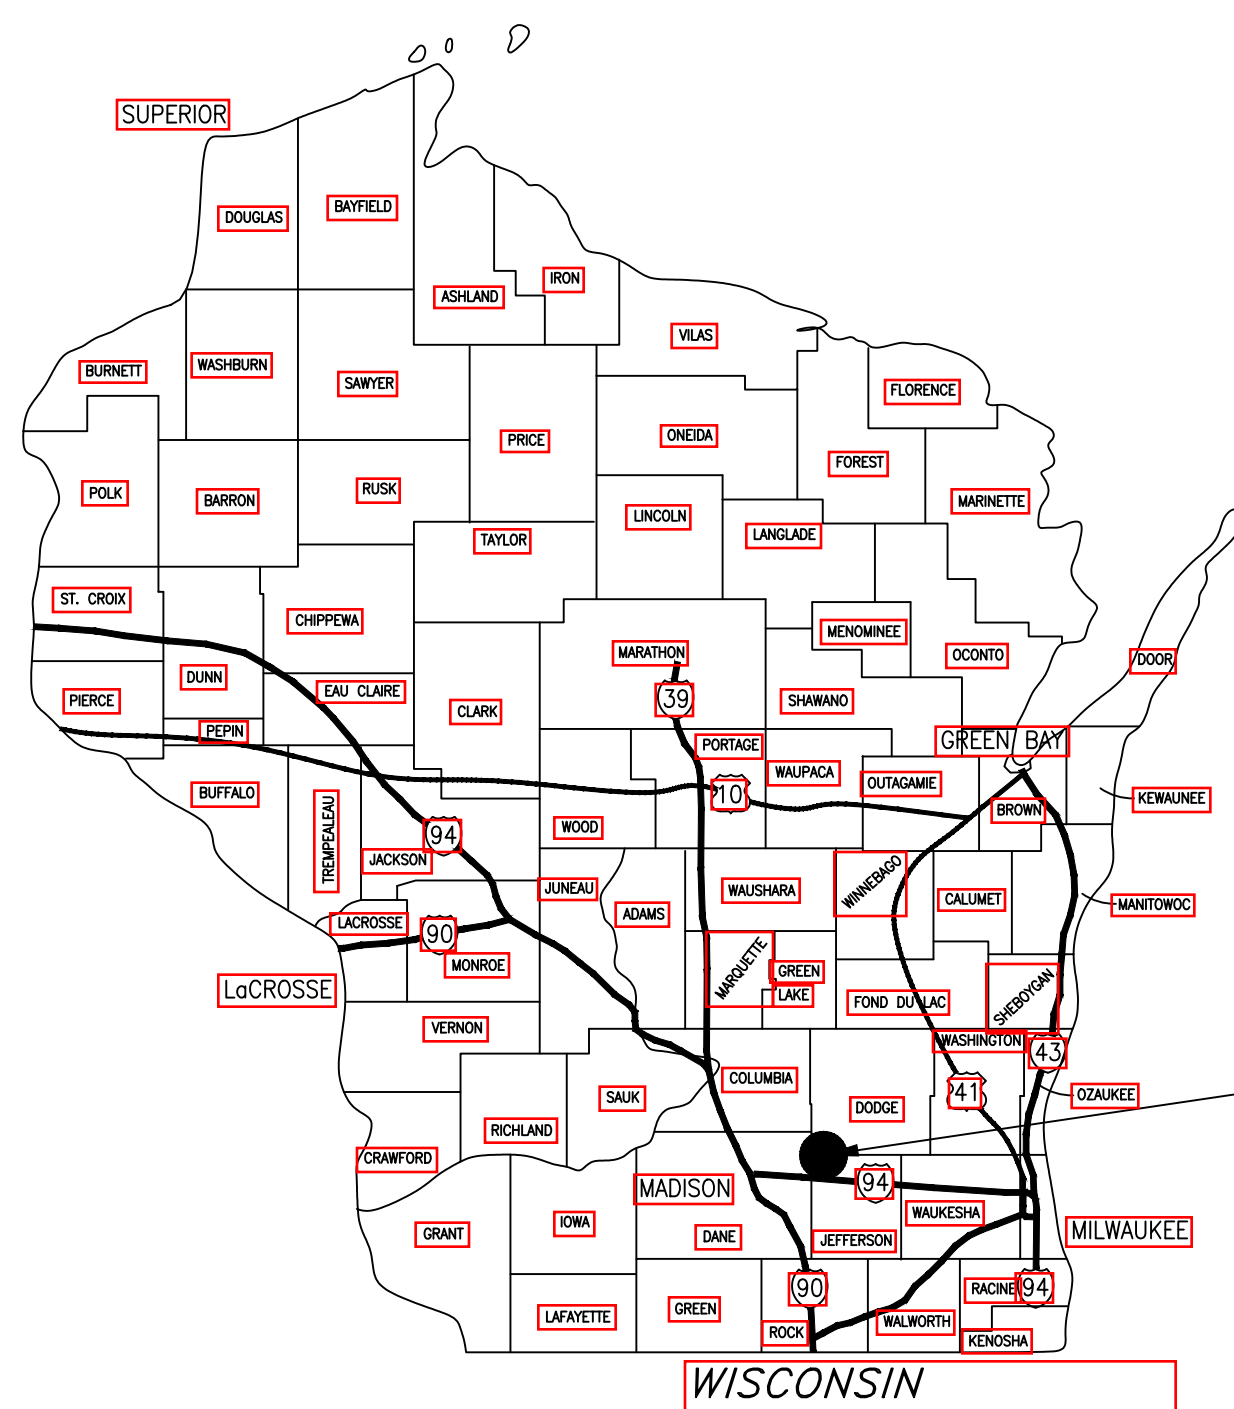 SUPERIOR
DOUGLAS
BAYFIELD
ASHLAND
IRON
VILAS
BURNETT
WASHBURN
SAWYER
FLORENCE
PRICE
ONEIDA
FOREST
POLK
BARRON
RUSK
MARINETTE
LINCOLN
LANGLADE
TAYLOR
ST. CROIX
CHIPPEWA
MENOMINEE
MARATHON
OCONTO
DOOR
DUNN
EAU CLAIRE
PIERCE
39
SHAWANO
CLARK
PEPIN
PORTAGE
GREEN BAY
WAUPACA
OUTAGAMIE
BUFFALO
10
BROWN
KEWAUNEE
TREMPEALEAU
94
WOOD
JACKSON
JUNEAU
WAUSHARA
WINNEBAGO
CALUMET
MANITOWOC
LACROSSE
90
ADAMS
MONROE
MARQUETTE
GREEN
LAKE
LaCROSSE
FOND DU LAC
SHEBOYGAN
VERNON
WASHINGTON
43
COLUMBIA
41
OZAUKEE
SAUK
DODGE
RICHLAND
CRAWFORD
MADISON
94
GRANT
IOWA
DANE
JEFFERSON
WAUKESHA
MILWAUKEE
90
RACINE
94
LAFAYETTE
GREEN
ROCK
WALWORTH
KENOSHA
WISCONSIN